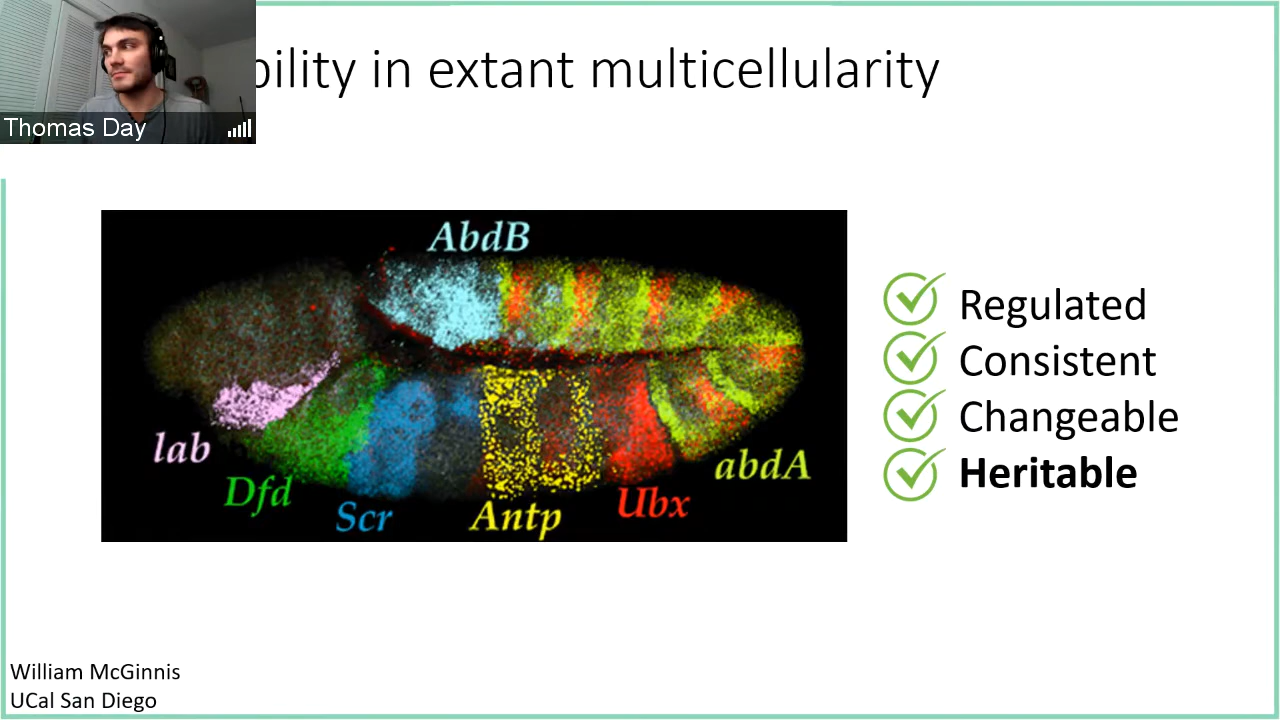 bility in extant multicellularity
Thomas Day
AbdB
lab
Dfd
Scr
Antp
Ubx
abdA
Regulated
Consistent
Changeable
Heritable
William McGinnis
UCal San Diego